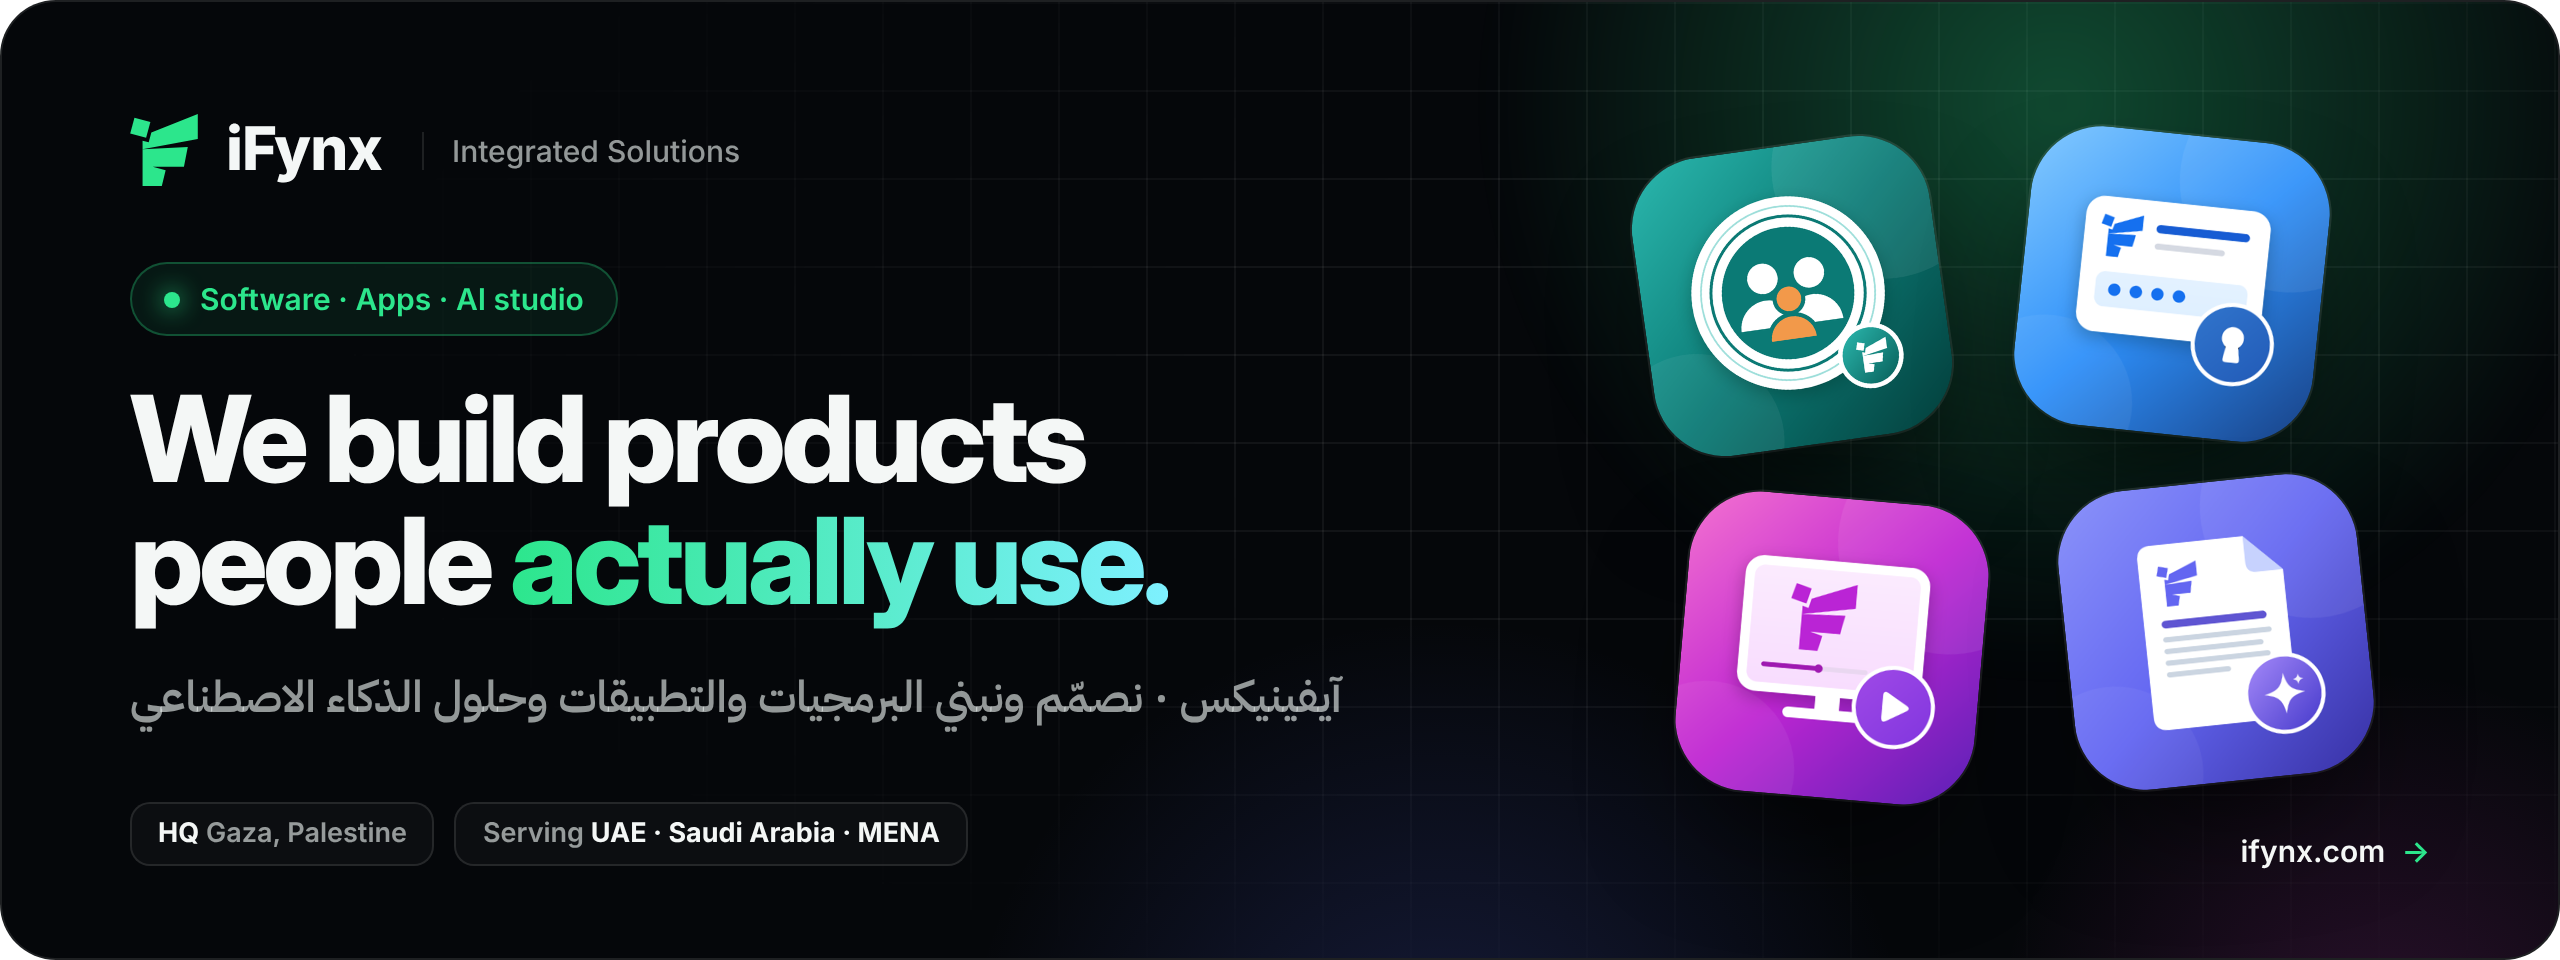 iFynx
Integrated Solutions
Software · Apps · AI studio
We build products
people actually use.
آيفينيكس · نصمّم ونبني البرمجيات والتطبيقات وحلول الذكاء الاصطناعي
HQ Gaza, Palestine
Serving UAE · Saudi Arabia · MENA
ifynx.com →